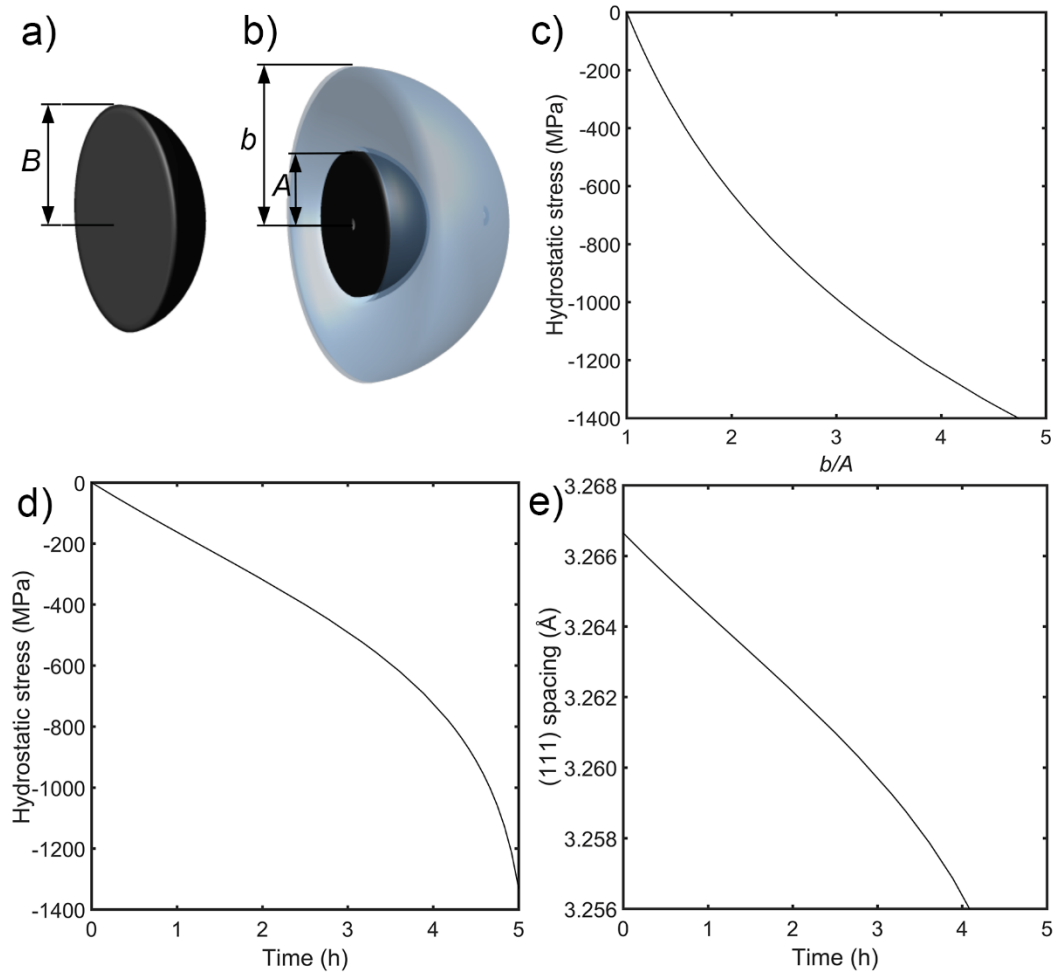 a)
B
b)
b
A
c)
Hydrostatic stress (MPa)
0
-200
-400
-600
-800
-1000
-1200
-1400
1 2 3 4 5
b/A
d)
Hydrostatic stress (MPa)
0
-200
-400
-600
-800
-1000
-1200
-1400
0 1 2 3 4 5
Time (h)
e)
(111) spacing (Å)
3.268
3.266
3.264
3.262
3.260
3.258
3.256
0 1 2 3 4 5
Time (h)